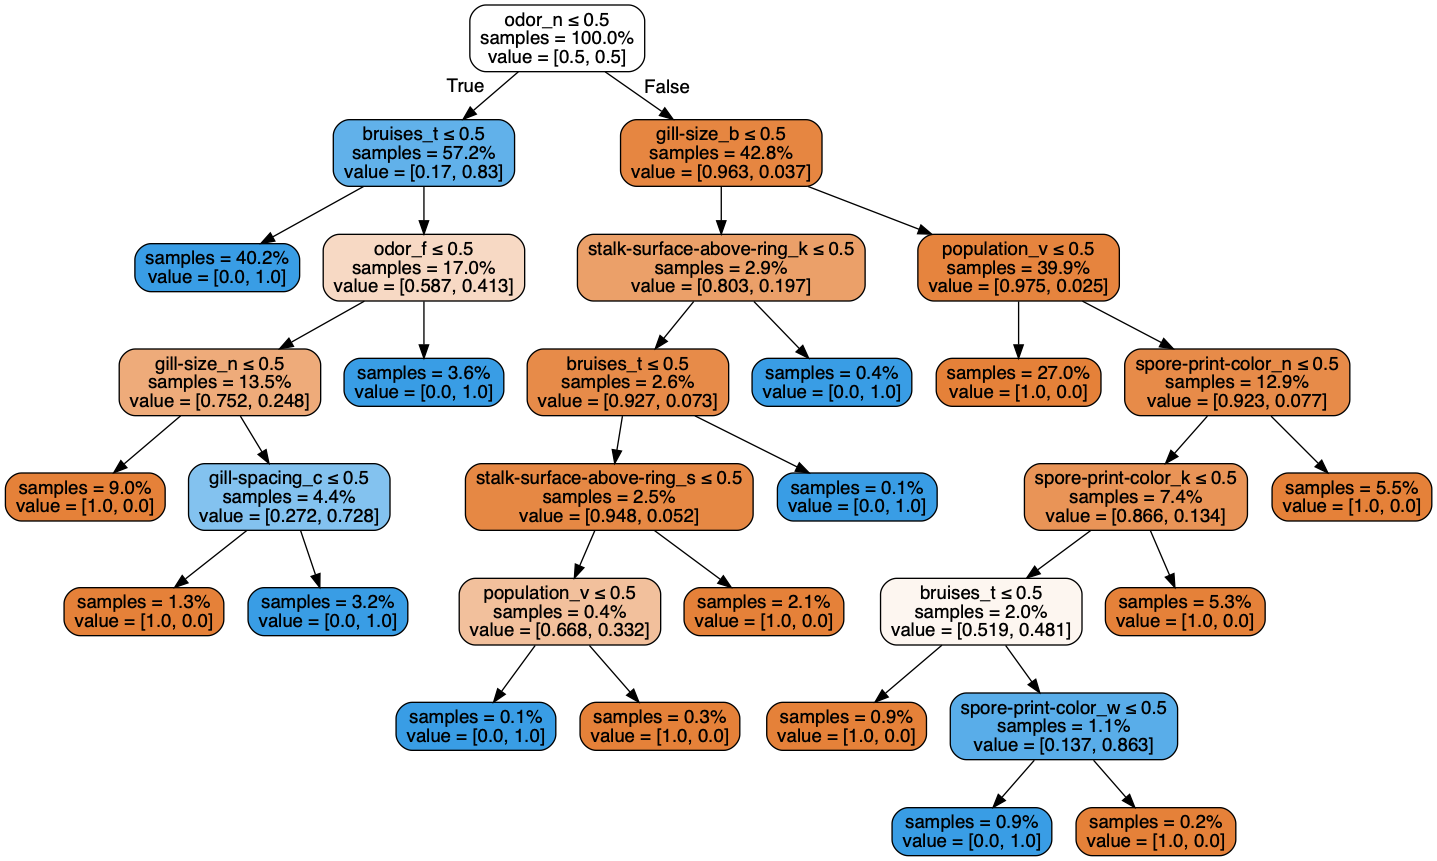 odor_n ≤ 0.5
samples = 100.0%
value = [0.5, 0.5]
True
False
bruises_t ≤ 0.5
samples = 57.2%
value = [0.17, 0.83]
gill-size_b ≤ 0.5
samples = 42.8%
value = [0.963, 0.037]
samples = 40.2%
value = [0.0, 1.0]
odor_f ≤ 0.5
samples = 17.0%
value = [0.587, 0.413]
stalk-surface-above-ring_k ≤ 0.5
samples = 2.9%
value = [0.803, 0.197]
population_v ≤ 0.5
samples = 39.9%
value = [0.975, 0.025]
gill-size_n ≤ 0.5
samples = 13.5%
value = [0.752, 0.248]
samples = 3.6%
value = [0.0, 1.0]
bruises_t ≤ 0.5
samples = 2.6%
value = [0.927, 0.073]
samples = 0.4%
value = [0.0, 1.0]
samples = 27.0%
value = [1.0, 0.0]
spore-print-color_n ≤ 0.5
samples = 12.9%
value = [0.923, 0.077]
samples = 9.0%
value = [1.0, 0.0]
gill-spacing_c ≤ 0.5
samples = 4.4%
value = [0.272, 0.728]
stalk-surface-above-ring_s ≤ 0.5
samples = 2.5%
value = [0.948, 0.052]
samples = 0.1%
value = [0.0, 1.0]
spore-print-color_k ≤ 0.5
samples = 7.4%
value = [0.866, 0.134]
samples = 5.5%
value = [1.0, 0.0]
samples = 1.3%
value = [1.0, 0.0]
samples = 3.2%
value = [0.0, 1.0]
population_v ≤ 0.5
samples = 0.4%
value = [0.668, 0.332]
samples = 2.1%
value = [1.0, 0.0]
bruises_t ≤ 0.5
samples = 2.0%
value = [0.519, 0.481]
samples = 5.3%
value = [1.0, 0.0]
samples = 0.1%
value = [0.0, 1.0]
samples = 0.3%
value = [1.0, 0.0]
samples = 0.9%
value = [1.0, 0.0]
spore-print-color_w ≤ 0.5
samples = 1.1%
value = [0.137, 0.863]
samples = 0.9%
value = [0.0, 1.0]
samples = 0.2%
value = [1.0, 0.0]